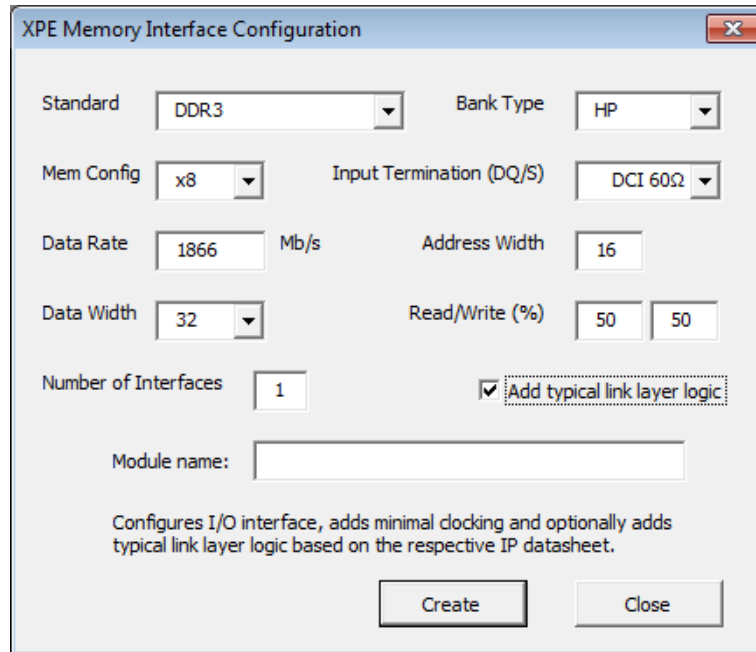 XPE Memory Interface Configuration
Standard DDR3 Bank Type HP
Mem Config x8 Input Termination (DQ/S) DCI 60Ω
Data Rate 1866 Mb/s Address Width 16
Data Width 32 Read/Write (%) 50 50
Number of Interfaces 1 Add typical link layer logic
Module name:
Configures I/O interface, adds minimal clocking and optionally adds
typical link layer logic based on the respective IP datasheet.
Create Close